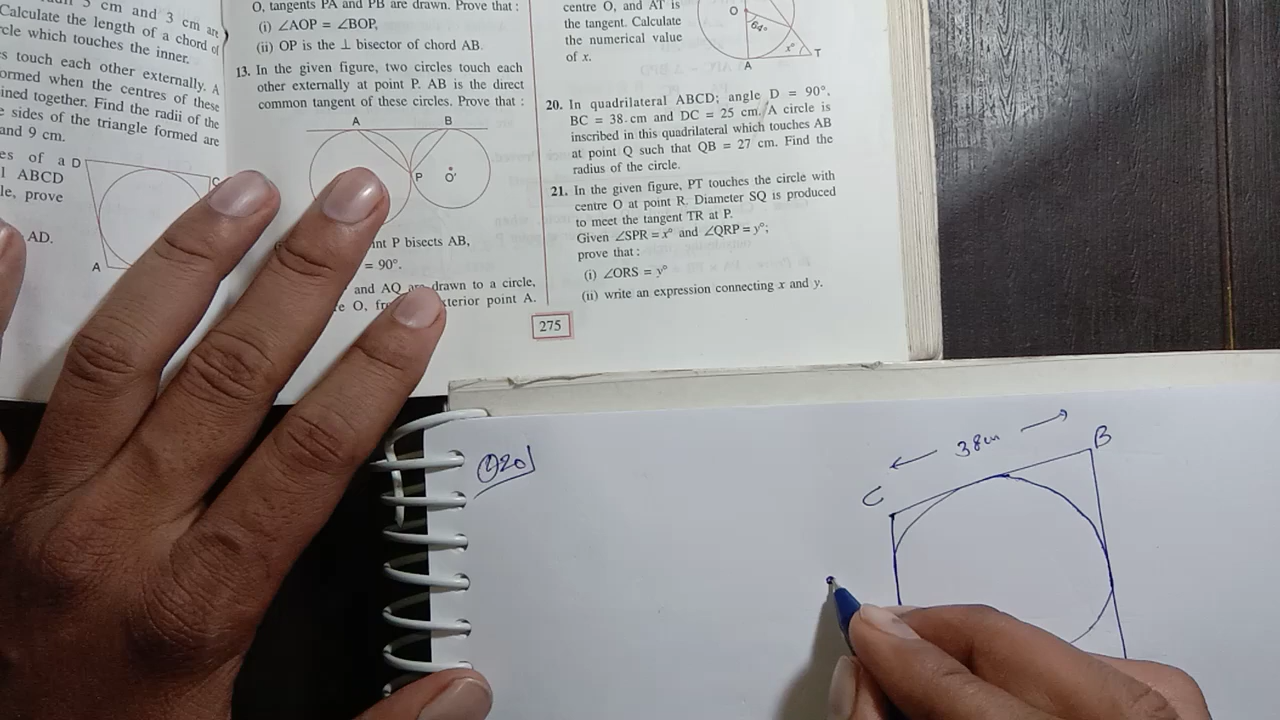 5 cm and 3 cm are
Calculate the length of a chord of
cle which touches the inner.
s touch each other externally. A
ormed when the centres of these
ined together. Find the radii of the
e sides of the triangle formed are
and 9 cm.
es of a
l ABCD
le, prove
AD.
D
C
A
O, tangents PA and PB are drawn. Prove that :
(i) ∠AOP = ∠BOP,
(ii) OP is the ⊥ bisector of chord AB.
13. In the given figure, two circles touch each
other externally at point P. AB is the direct
common tangent of these circles. Prove that :
A B
P O'
int P bisects AB,
= 90°.
and AQ are drawn to a circle,
e O, fr xterior point A.
centre O, and AT is
the tangent. Calculate
the numerical value
of x.
O
64°
x°
T
A
20. In quadrilateral ABCD; angle D = 90°,
BC = 38 cm and DC = 25 cm. A circle is
inscribed in this quadrilateral which touches AB
at point Q such that QB = 27 cm. Find the
radius of the circle.
21. In the given figure, PT touches the circle with
centre O at point R. Diameter SQ is produced
to meet the tangent TR at P.
Given ∠SPR = x° and ∠QRP = y°;
prove that :
(i) ∠ORS = y°
(ii) write an expression connecting x and y.
275
Q20
38cm
B
C